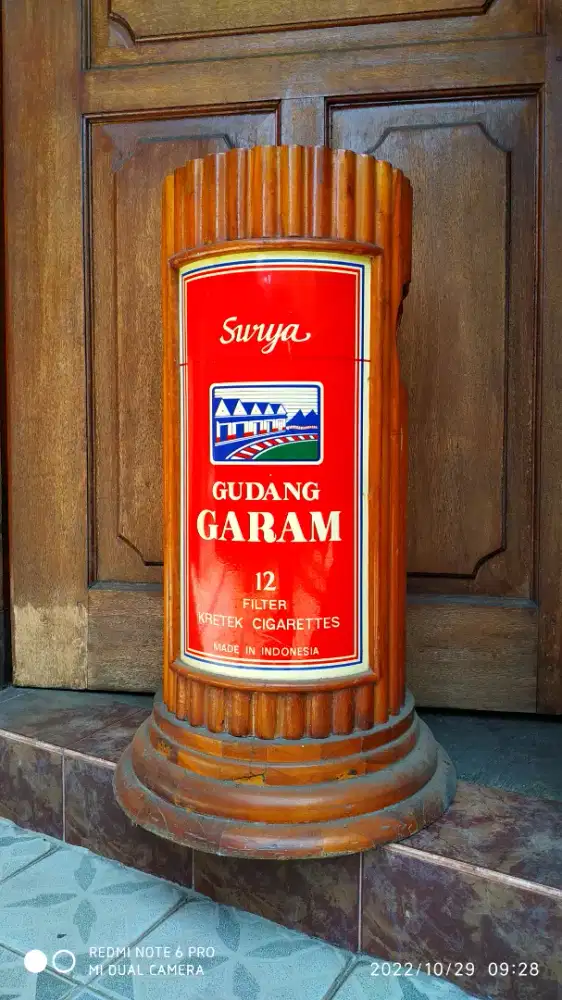 Surya
GUDANG
GARAM
12
FILTER
KRETEK CIGARETTES
MADE IN INDONESIA
REDMI NOTE 6 PRO
MI DUAL CAMERA
2022/10/29 09:28